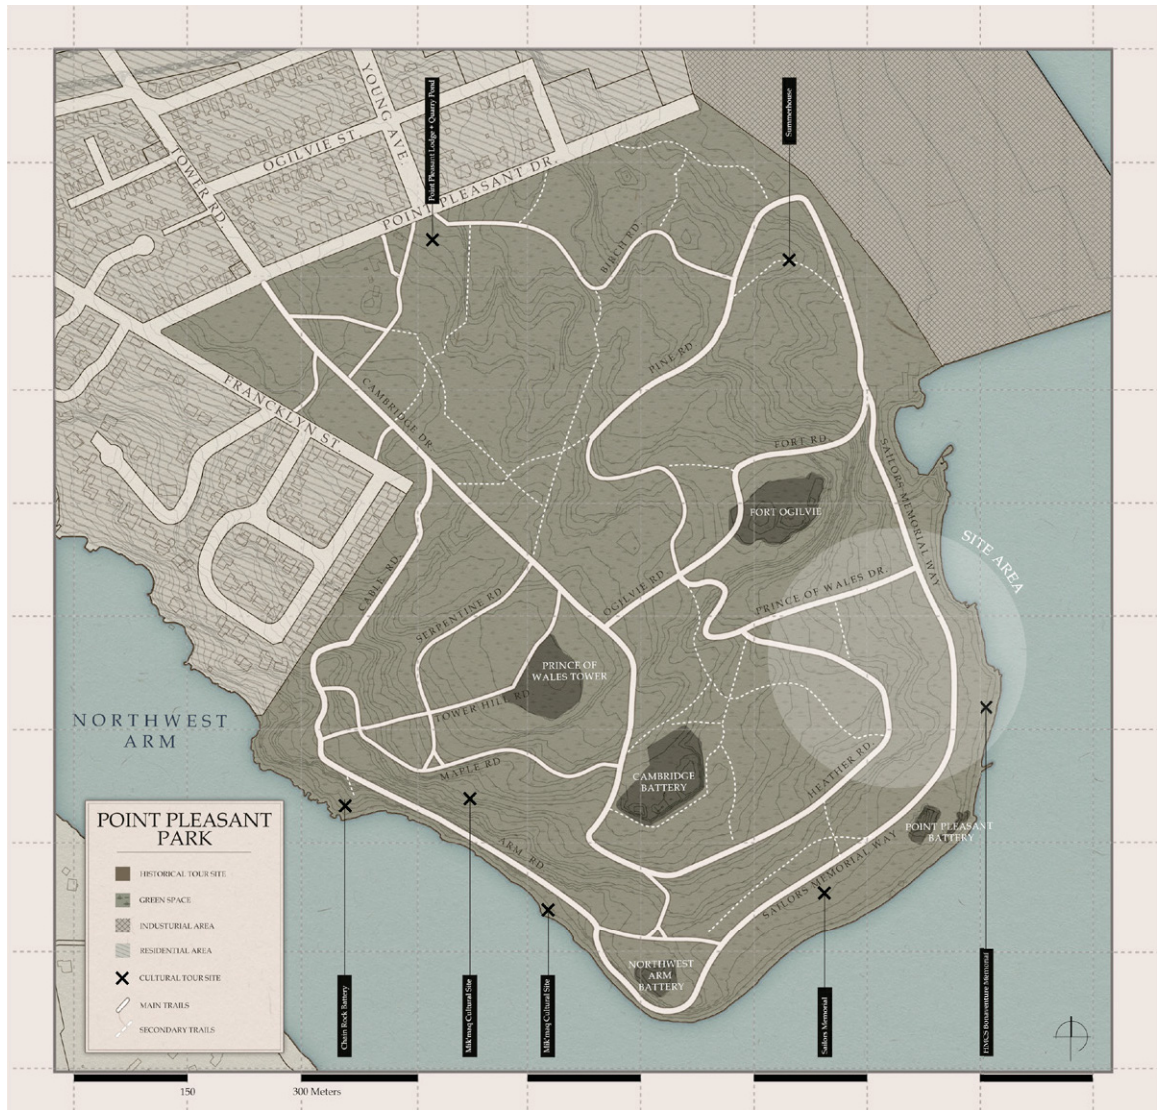 YOUNG AVE.
TOWER RD
OGILVIE ST.
POINT PLEASANT DR.
Point Pleasant Lodge + Quarry Pond
Summerhouse
BIRCH RD
PINE RD
FRANCKLYN ST.
CAMBRIDGE DR.
FORT RD.
SAILORS MEMORIAL WAY
FORT OGILVIE
SITE AREA
CABLE RD.
SERPENTINE RD
OGILVIE RD
PRINCE OF WALES DR.
PRINCE OF
WALES TOWER
TOWER HILL RD
NORTHWEST
ARM
MAPLE RD
CAMBRIDGE
BATTERY
HEATHER RD.
POINT PLEASANT
BATTERY
ARM RD
SAILORS MEMORIAL WAY
NORTHWEST
ARM
BATTERY
POINT PLEASANT
PARK
HISTORICAL TOUR SITE
GREEN SPACE
INDUSTURIAL AREA
RESIDENTIAL AREA
CULTURAL TOUR SITE
MAIN TRAILS
SECONDARY TRAILS
Chain Rock Battery
Mik'maq Cultural Site
Mik'maq Cultural Site
Sailors Memorial
HMCS Bonaventure Memorial
150
300 Meters